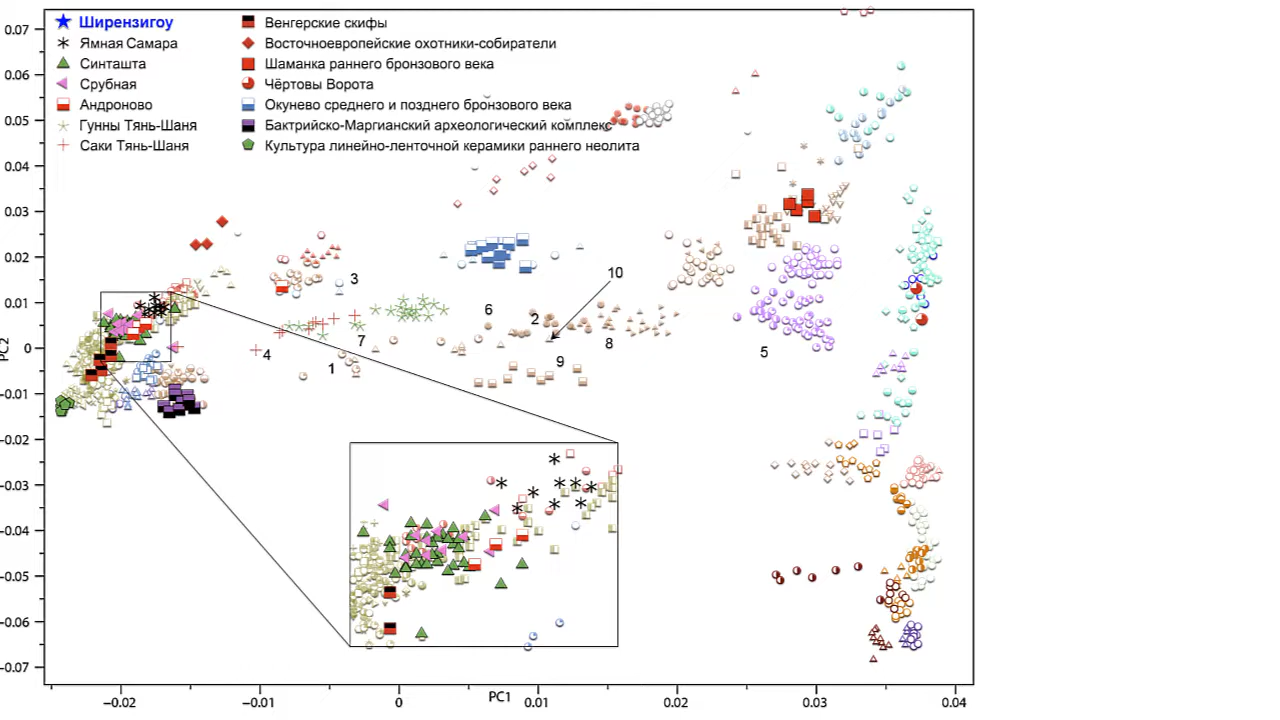 Ширензигоу
Ямная Самара
Синташта
Срубная
Андроново
Гунны Тянь-Шаня
Саки Тянь-Шаня
Венгерские скифы
Восточноевропейские охотники-собиратели
Шаманка раннего бронзового века
Чёртовы Ворота
Окунево среднего и позднего бронзового века
Бактрийско-Маргианский археологический комплекс
Культура линейно-ленточной керамики раннего неолита
0.07
0.06
0.05
0.04
0.03
0.02
0.01
0
-0.01
-0.02
-0.03
-0.04
-0.05
-0.06
-0.07
PC2
10
3
6
2
7
8
4
1
9
5
-0.02 -0.01 0 0.01 0.02 0.03 0.04
PC1